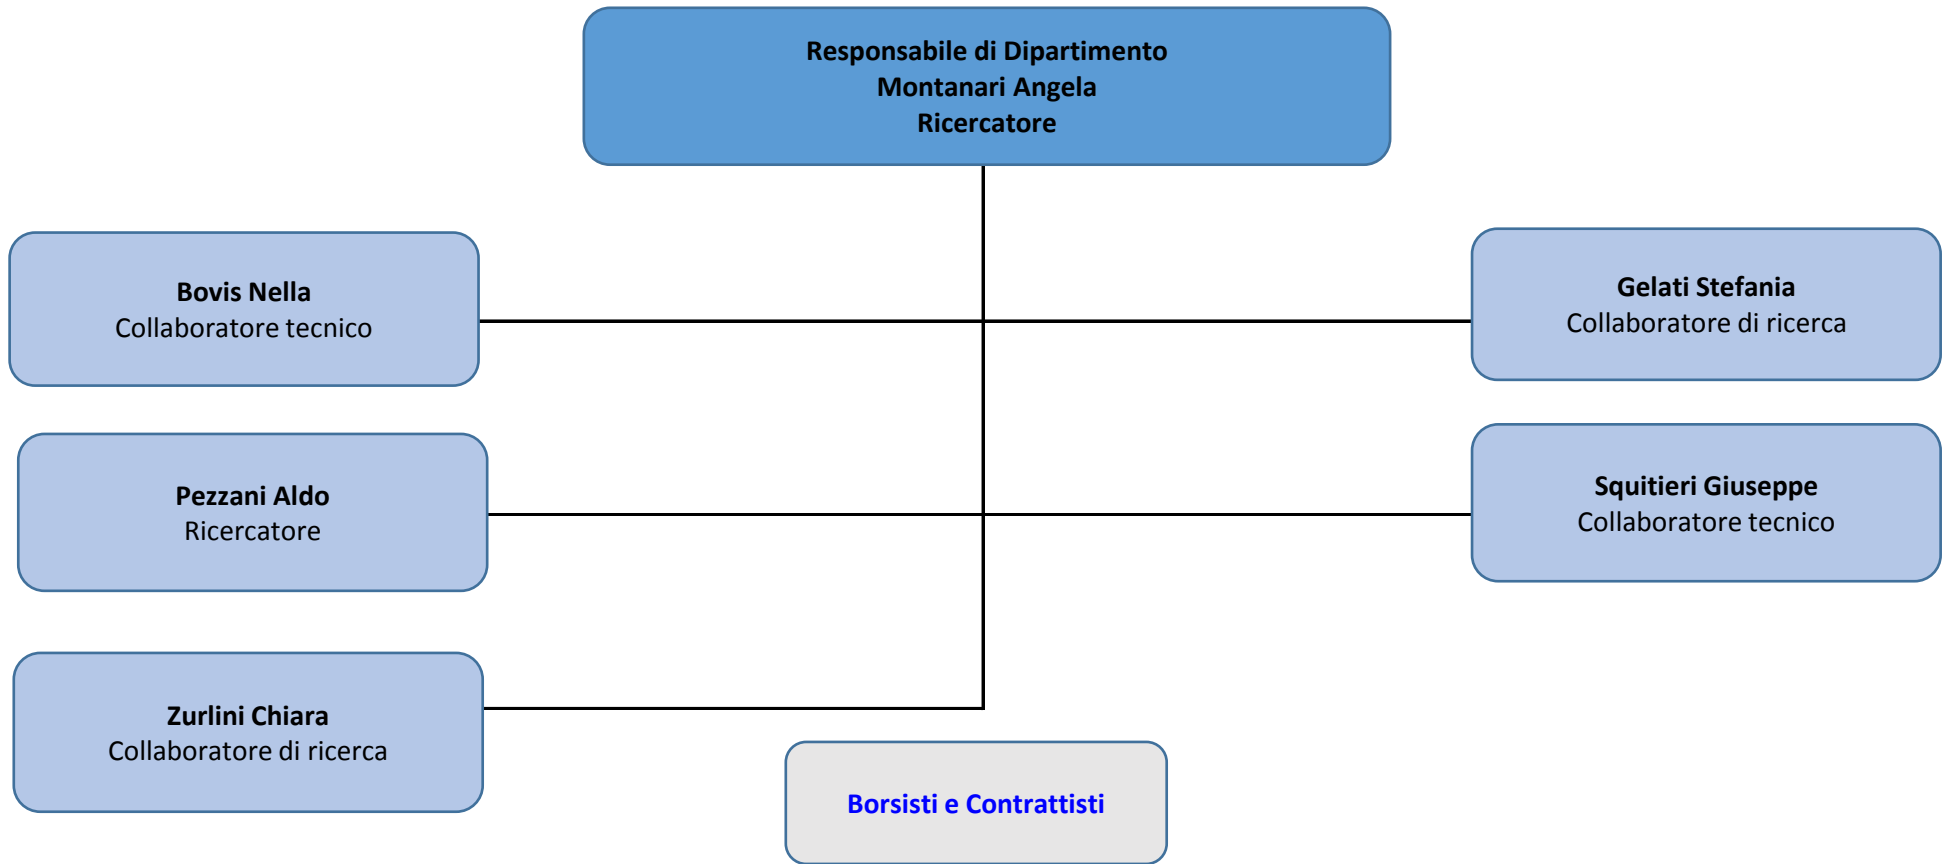 Responsabile di Dipartimento
Montanari Angela
Ricercatore
Bovis Nella
Collaboratore tecnico
Gelati Stefania
Collaboratore di ricerca
Pezzani Aldo
Ricercatore
Squitieri Giuseppe
Collaboratore tecnico
Zurlini Chiara
Collaboratore di ricerca
Borsisti e Contrattisti